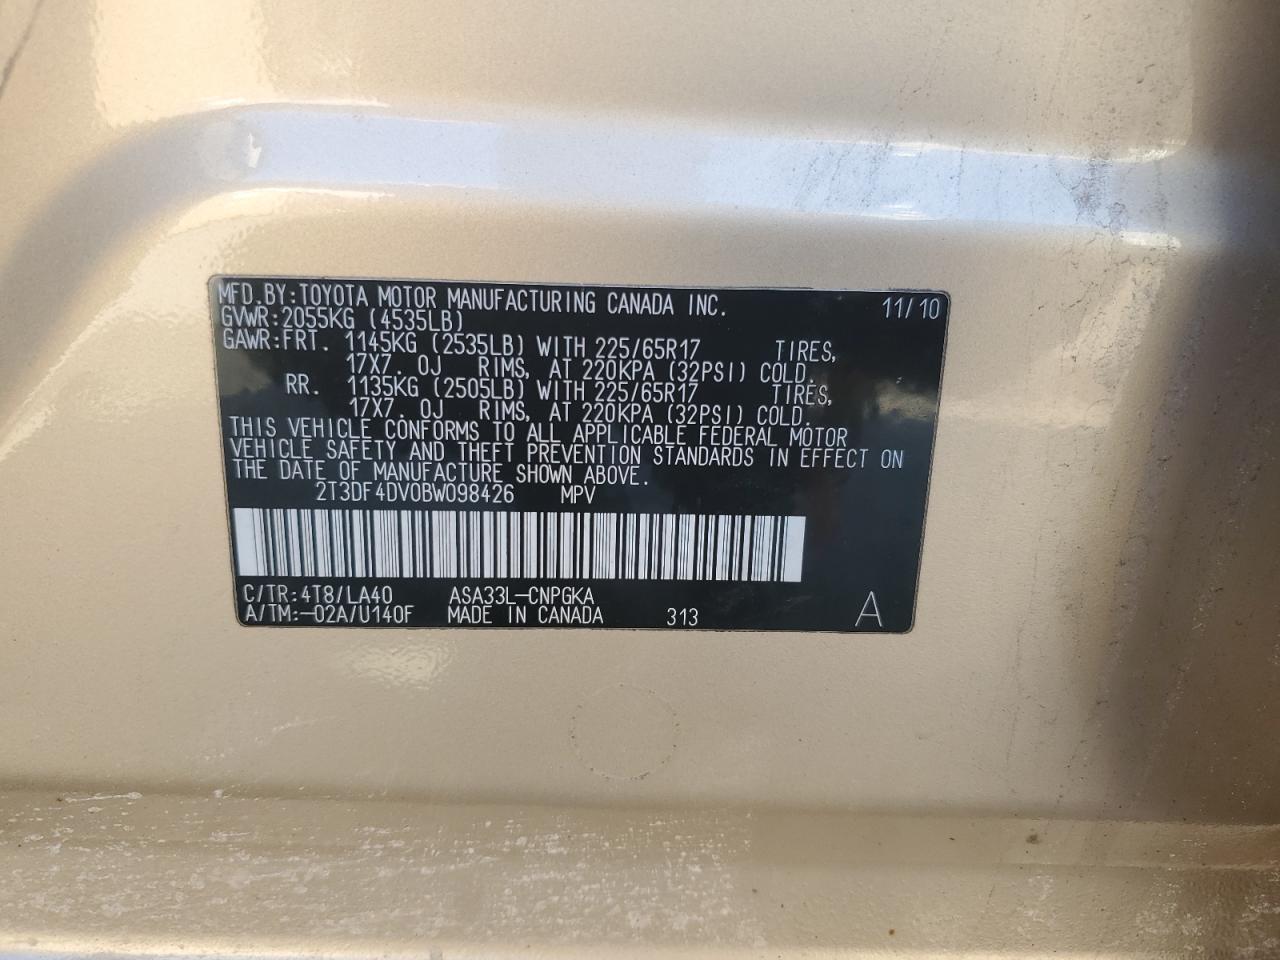 MFD.BY:TOYOTA MOTOR MANUFACTURING CANADA INC. 11/10
GVWR:2055KG (4535LB)
GAWR:FRT. 1145KG (2535LB) WITH 225/65R17 TIRES,
17X7. 0J RIMS, AT 220KPA (32PSI) COLD.
RR. 1135KG (2505LB) WITH 225/65R17 TIRES,
17X7. 0J RIMS, AT 220KPA (32PSI) COLD.
THIS VEHICLE CONFORMS TO ALL APPLICABLE FEDERAL MOTOR
VEHICLE SAFETY AND THEFT PREVENTION STANDARDS IN EFFECT ON
THE DATE OF MANUFACTURE SHOWN ABOVE.
2T3DF4DV0BW098426 MPV
C/TR:4T8/LA40 ASA33L-CNPGKA
A/TM:-02A/U140F MADE IN CANADA 313 A